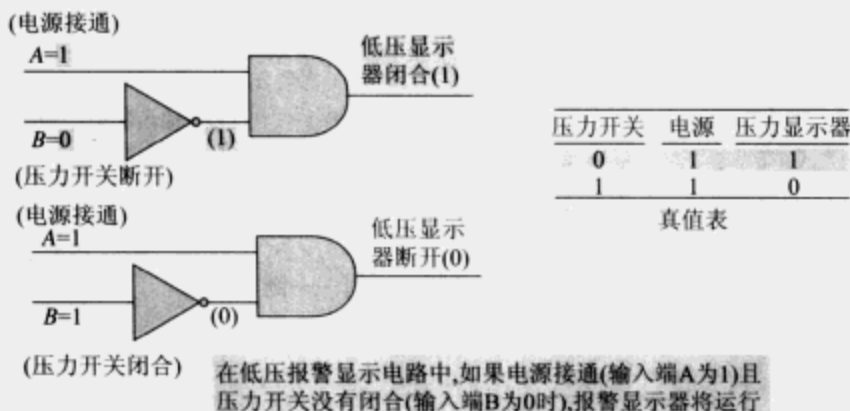 (电源接通)
A=1
低压显示
器闭合(1)
B=0
(1)
(压力开关断开)
压力开关 电源 压力显示器
0 1 1
1 1 0
真值表
(电源接通)
A=1
低压显示
器断开(0)
B=1
(0)
(压力开关闭合)
在低压报警显示电路中,如果电源接通(输入端A为1)且
压力开关没有闭合(输入端B为0时),报警显示器将运行